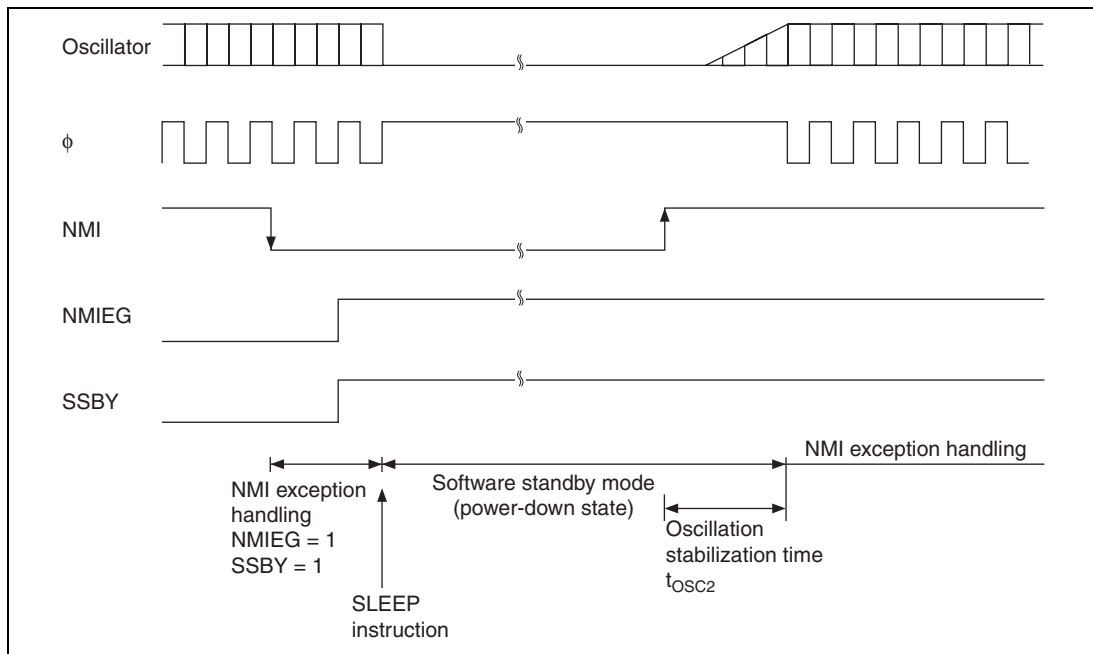 Oscillator
ϕ
NMI
NMIEG
SSBY
NMI exception handling
NMI exception
handling
NMIEG = 1
SSBY = 1
Software standby mode
(power-down state)
Oscillation
stabilization time
tOSC2
SLEEP
instruction